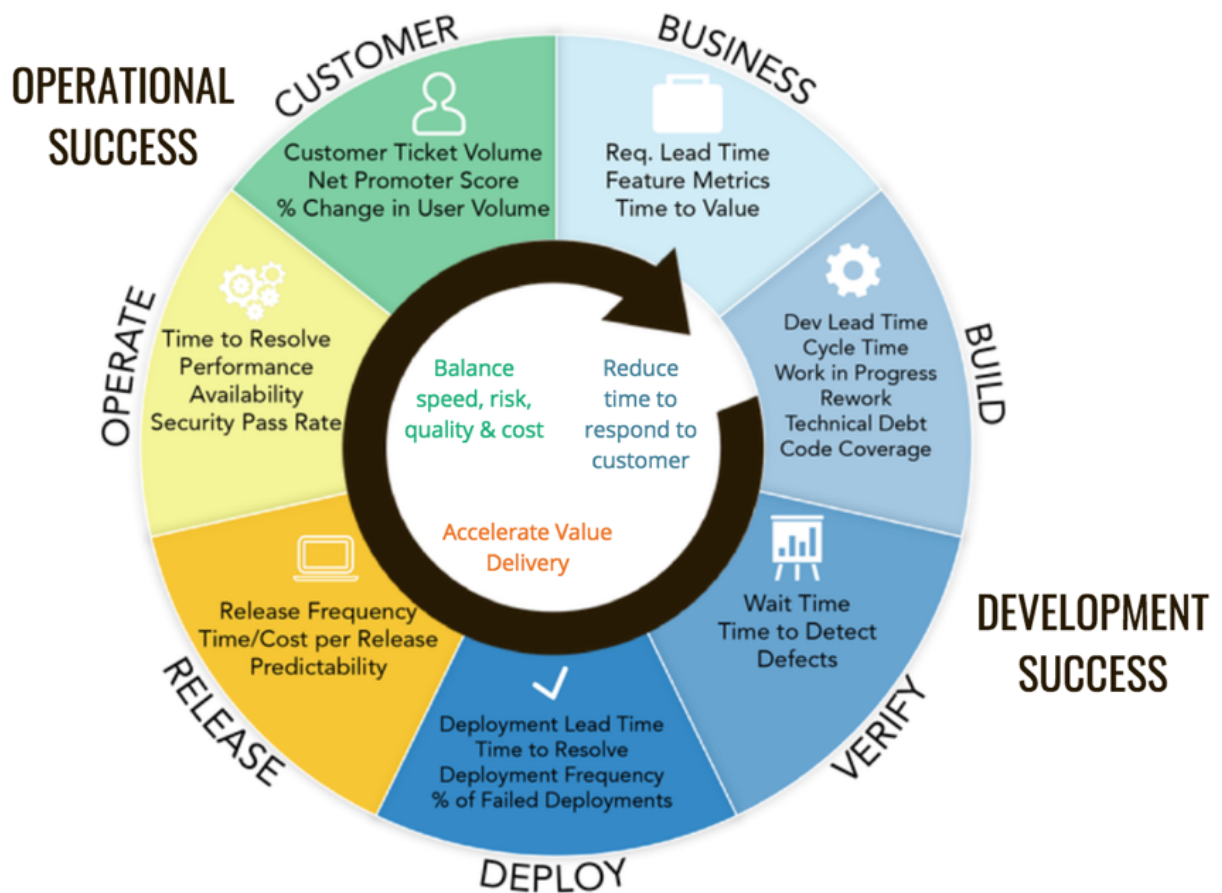 OPERATIONAL
SUCCESS
CUSTOMER
Customer Ticket Volume
Net Promoter Score
% Change in User Volume
BUSINESS
Req. Lead Time
Feature Metrics
Time to Value
BUILD
Dev Lead Time
Cycle Time
Work in Progress
Rework
Technical Debt
Code Coverage
VERIFY
Wait Time
Time to Detect
Defects
DEVELOPMENT
SUCCESS
DEPLOY
Deployment Lead Time
Time to Resolve
Deployment Frequency
% of Failed Deployments
RELEASE
Release Frequency
Time/Cost per Release
Predictability
OPERATE
Time to Resolve
Performance
Availability
Security Pass Rate
Balance
speed, risk,
quality & cost
Reduce
time to
respond to
customer
Accelerate Value
Delivery